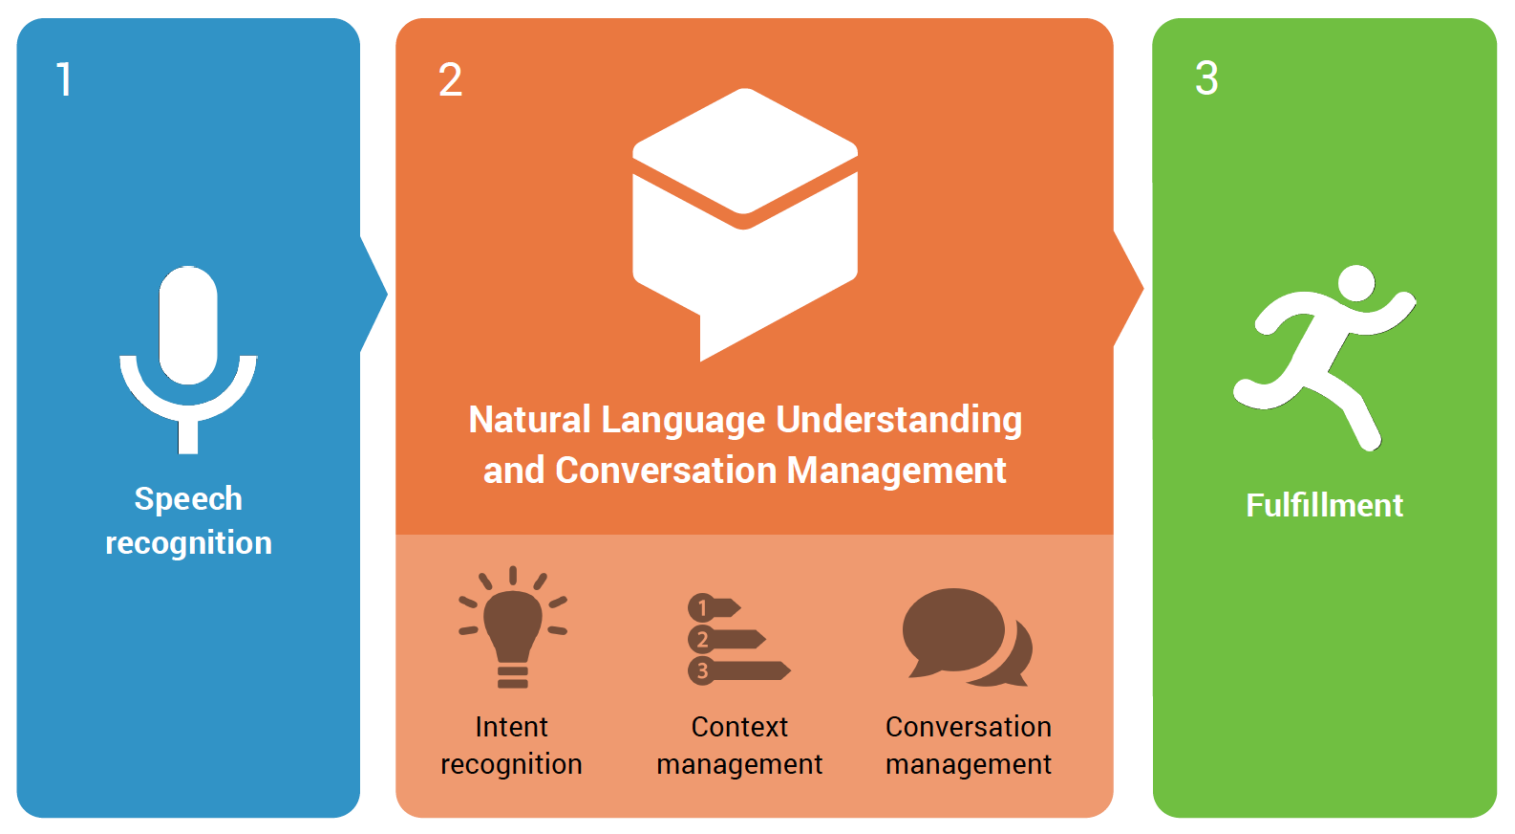 1
Speech
recognition
2
Natural Language Understanding
and Conversation Management
Intent
recognition
1
2
3
Context
management
Conversation
management
3
Fulfillment